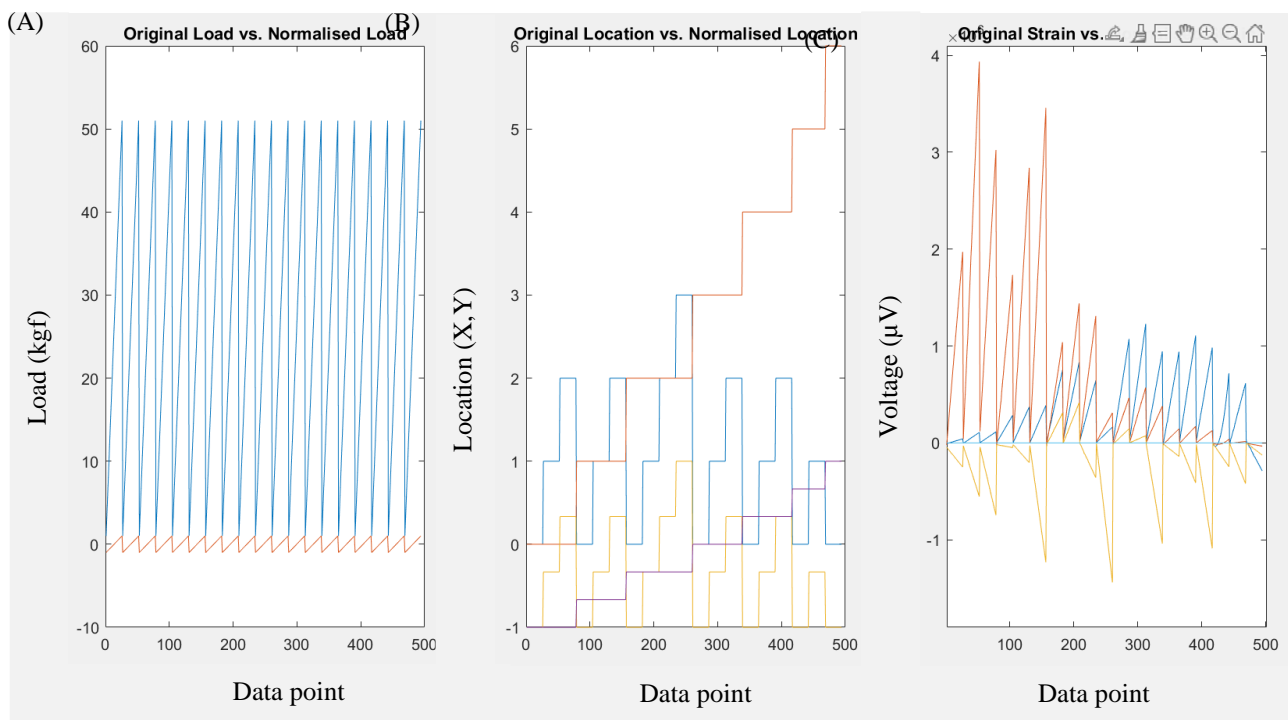 (A)
Original Load vs. Normalised Load
60
50
40
30
20
10
0
-10
0 100 200 300 400 500
Load (kgf)
Data point
(B)
Original Location vs. Normalised Location
6
5
4
3
2
1
0
-1
0 100 200 300 400 500
Location (X,Y)
Data point
(C)
Original Strain vs.
4
3
2
1
0
-1
100 200 300 400 500
Voltage (μV)
Data point